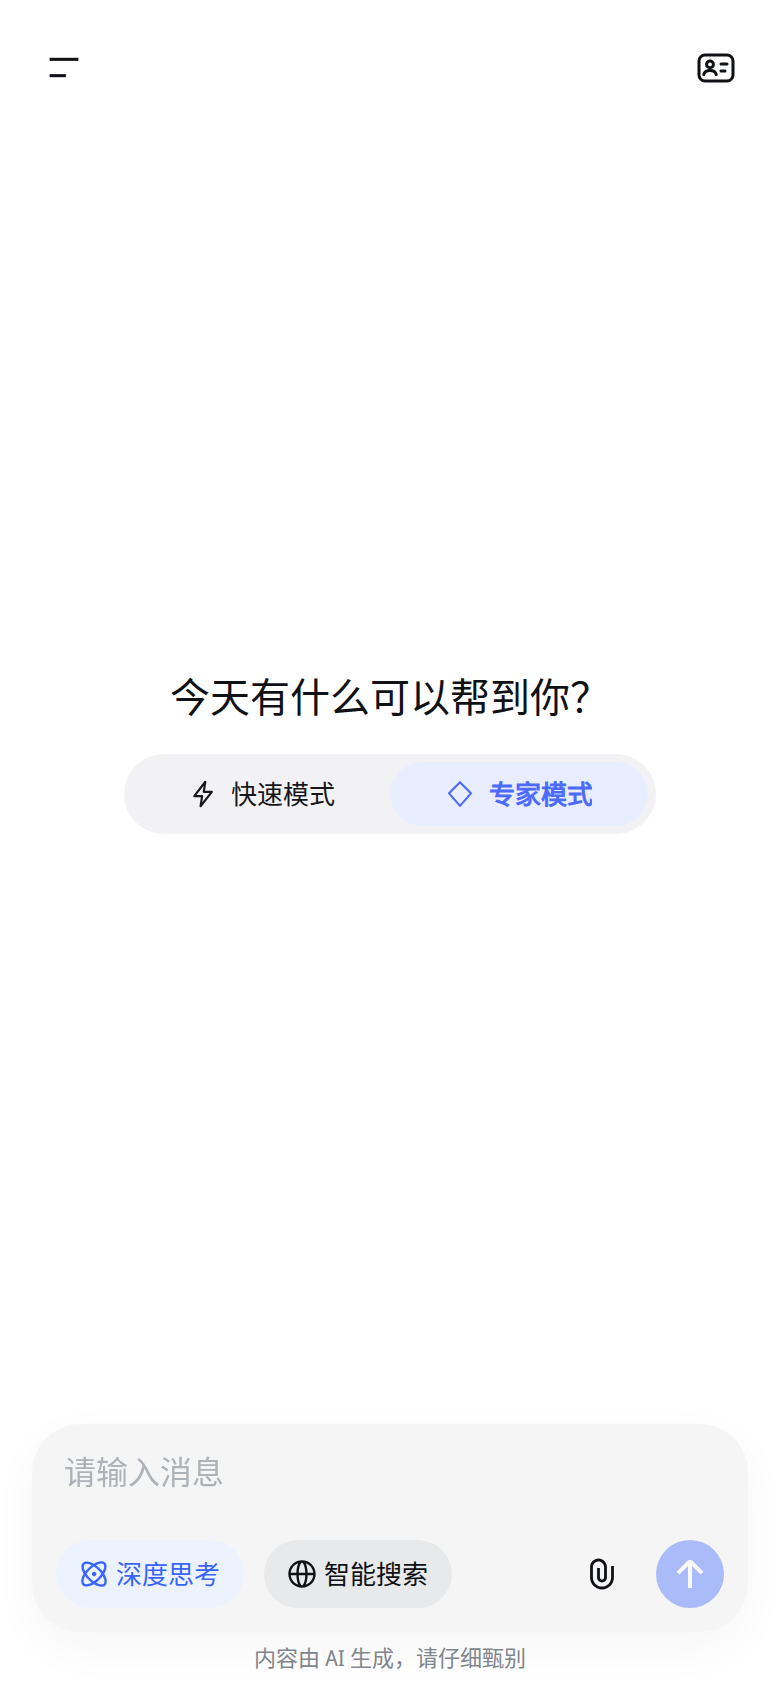 今天有什么可以帮到你？
快速模式
专家模式
请输入消息
深度思考
智能搜索
内容由 AI 生成，请仔细甄别